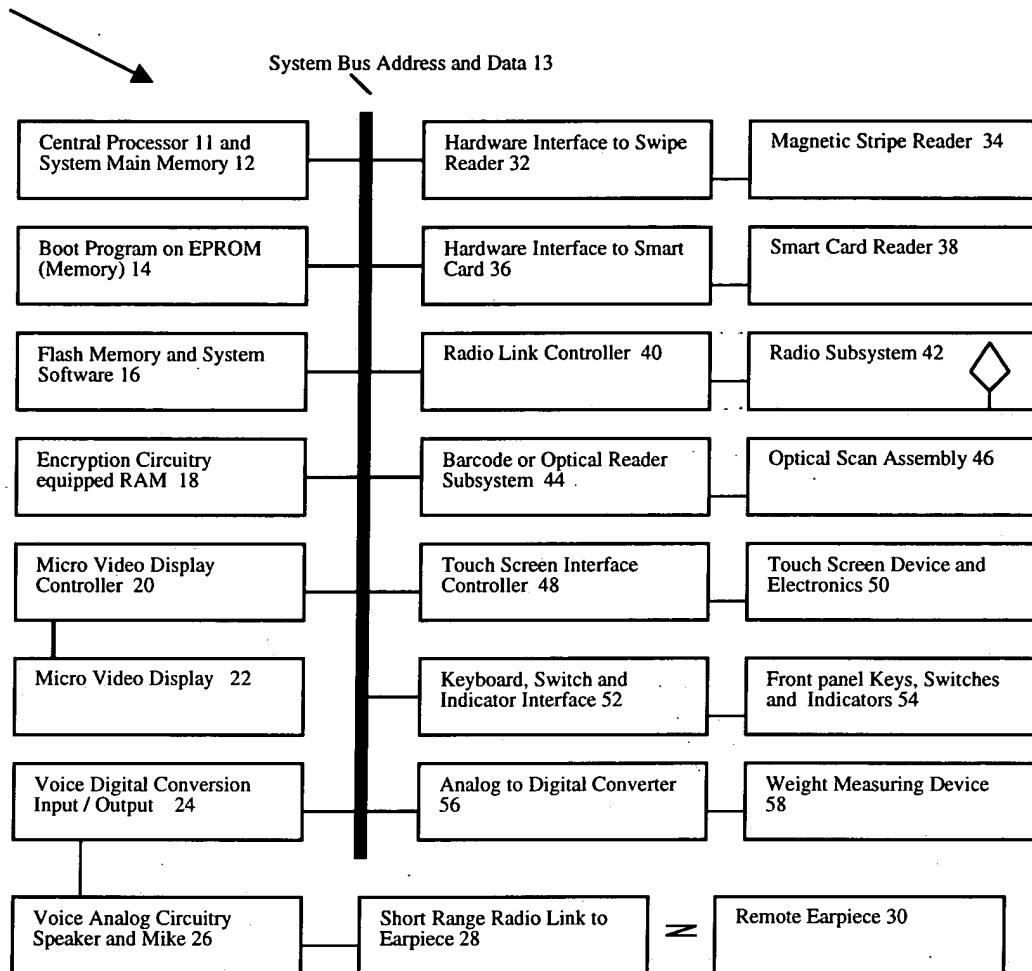 System Bus Address and Data 13
Central Processor 11 and
System Main Memory 12
Hardware Interface to Swipe
Reader 32
Magnetic Stripe Reader 34
Boot Program on EPROM
(Memory) 14
Hardware Interface to Smart
Card 36
Smart Card Reader 38
Flash Memory and System
Software 16
Radio Link Controller 40
Radio Subsystem 42
Encryption Circuitry
equipped RAM 18
Barcode or Optical Reader
Subsystem 44
Optical Scan Assembly 46
Micro Video Display
Controller 20
Touch Screen Interface
Controller 48
Touch Screen Device and
Electronics 50
Micro Video Display 22
Keyboard, Switch and
Indicator Interface 52
Front panel Keys, Switches
and Indicators 54
Voice Digital Conversion
Input / Output 24
Analog to Digital Converter
56
Weight Measuring Device
58
Voice Analog Circuitry
Speaker and Mike 26
Short Range Radio Link to
Earpiece 28
Remote Earpiece 30